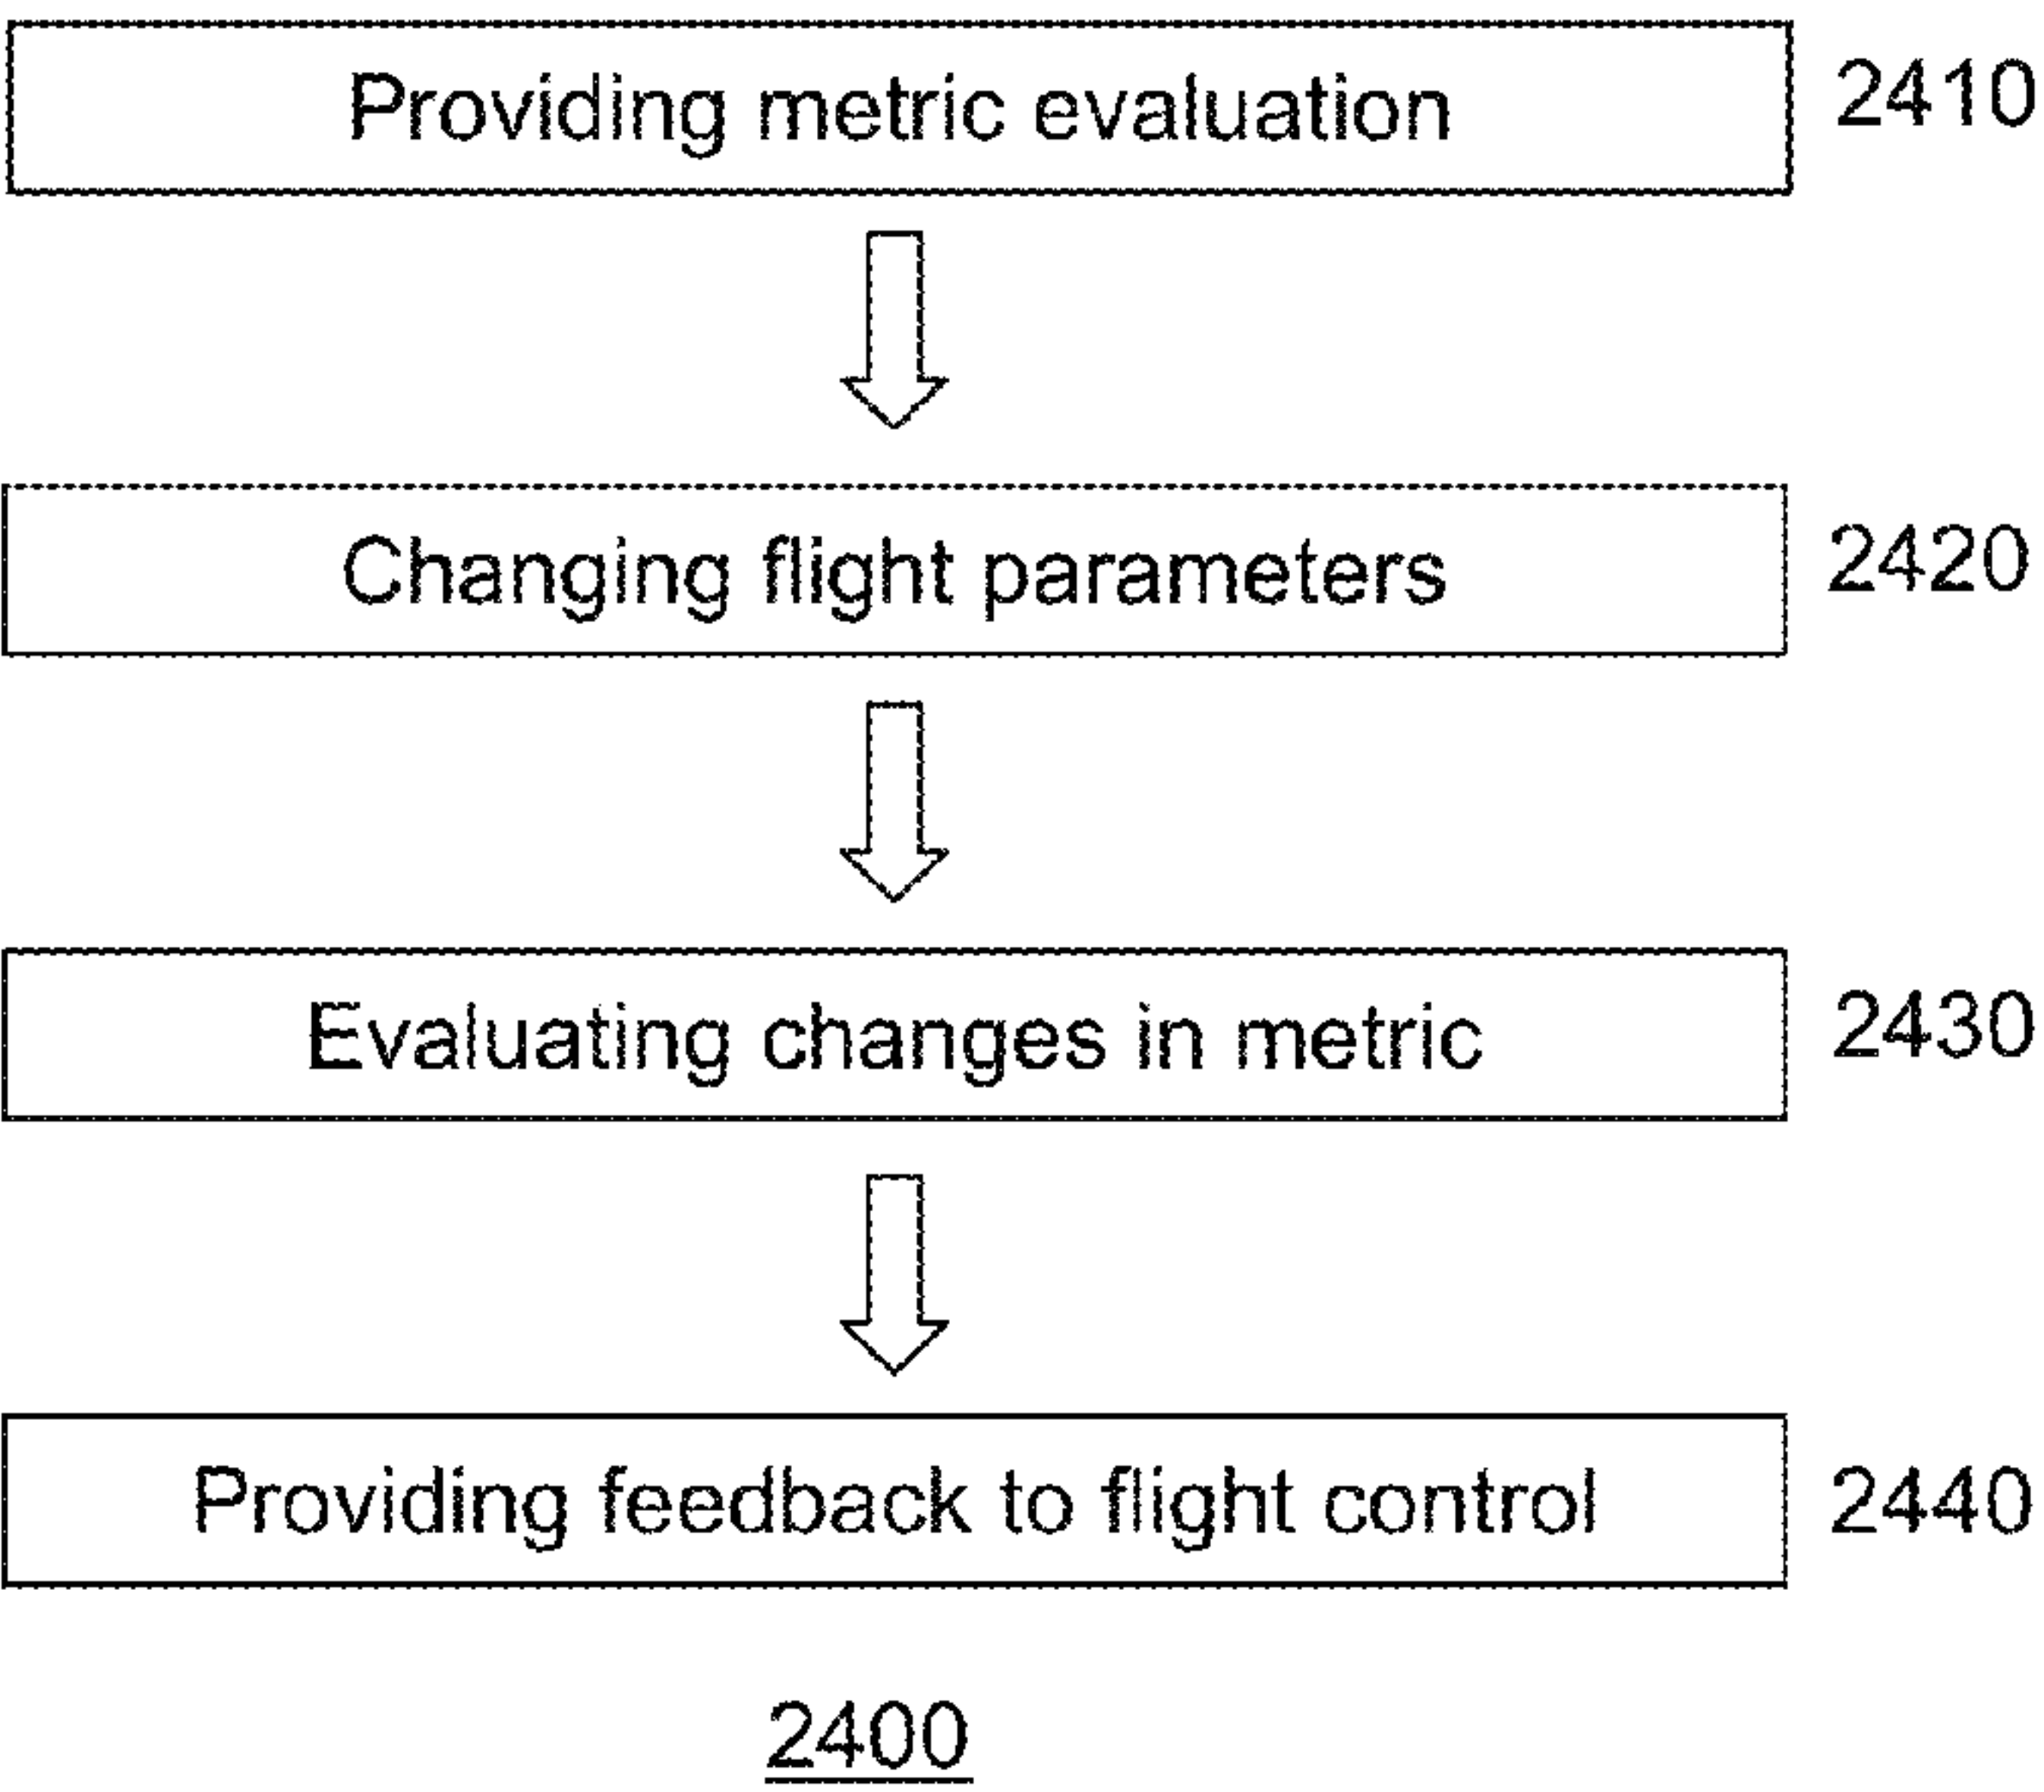 Providing metric evaluation 2410
Changing flight parameters 2420
Evaluating changes in metric 2430
Providing feedback to flight control 2440
2400